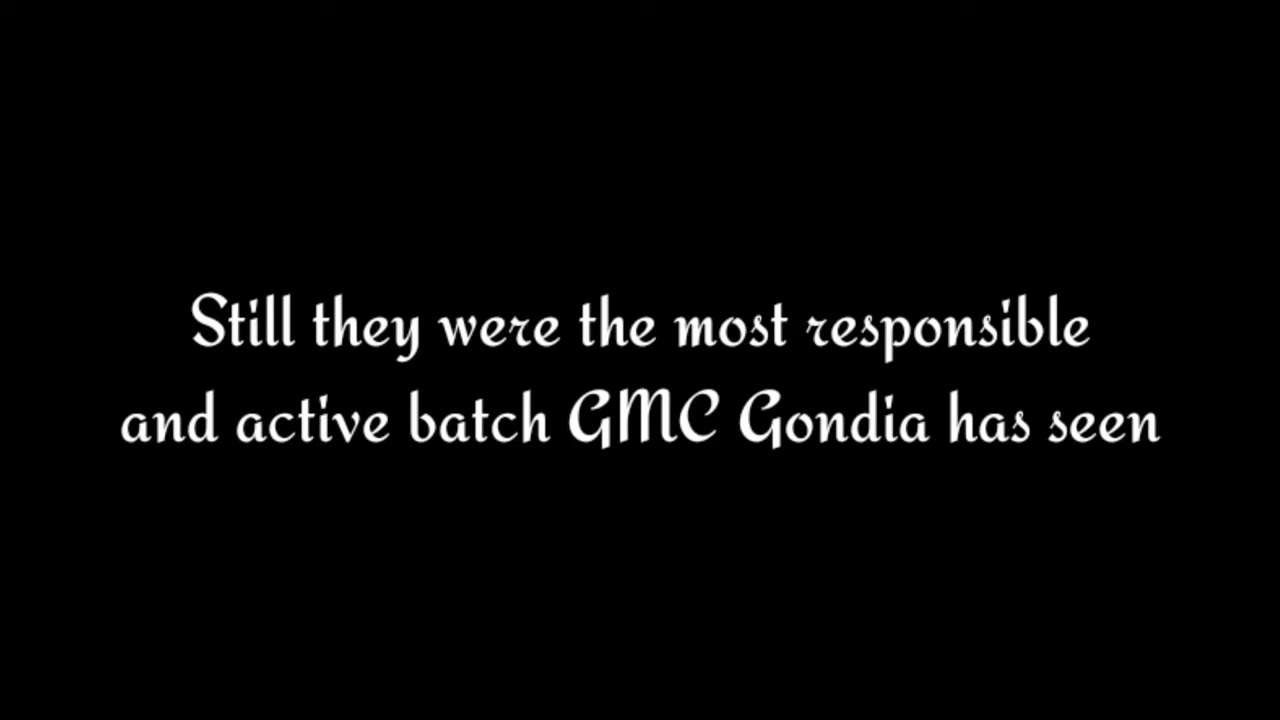 Still they were the most responsible
and active batch GMC Gondia has seen